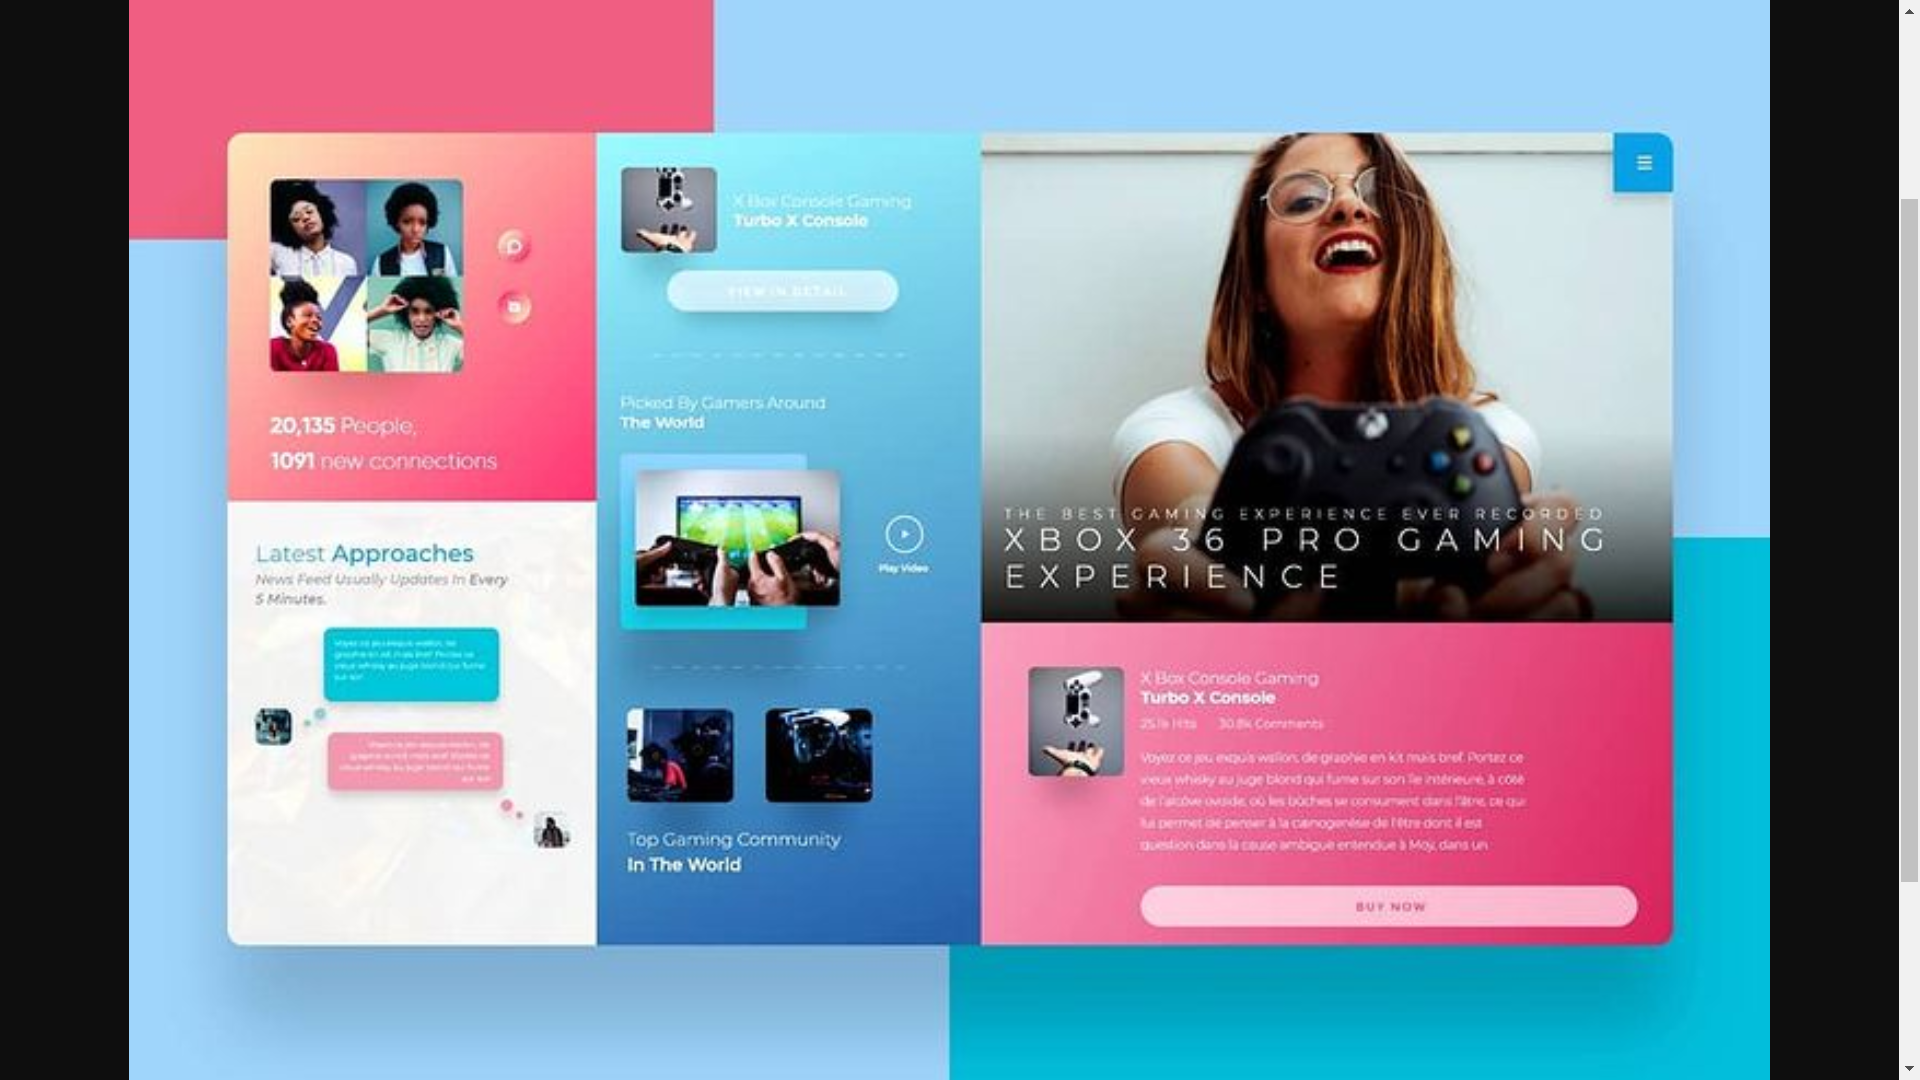 20,135 People,
1091 new connections
Latest Approaches
News Feed Usually Updates In Every
5 Minutes.
X Box Console Gaming
Turbo X Console
VIEW IN DETAIL
Picked By Gamers Around
The World
Play Video
Top Gaming Community
In The World
THE BEST GAMING EXPERIENCE EVER RECORDED
XBOX 36 PRO GAMING
EXPERIENCE
X Box Console Gaming
Turbo X Console
25.1k Hits 30.8k Comments
Voyez ce jeu exquis wallon, de graphie en kit mais bref. Portez ce
vieux whisky au juge blond qui fume sur son île intérieure, à côté
de l'alcôve ovoïde, où les bûches se consument dans l'âtre, ce qui
lui permet de penser à la cænogenèse de l'être dont il est
question dans la cause ambiguë entendue à Moÿ, dans un
BUY NOW